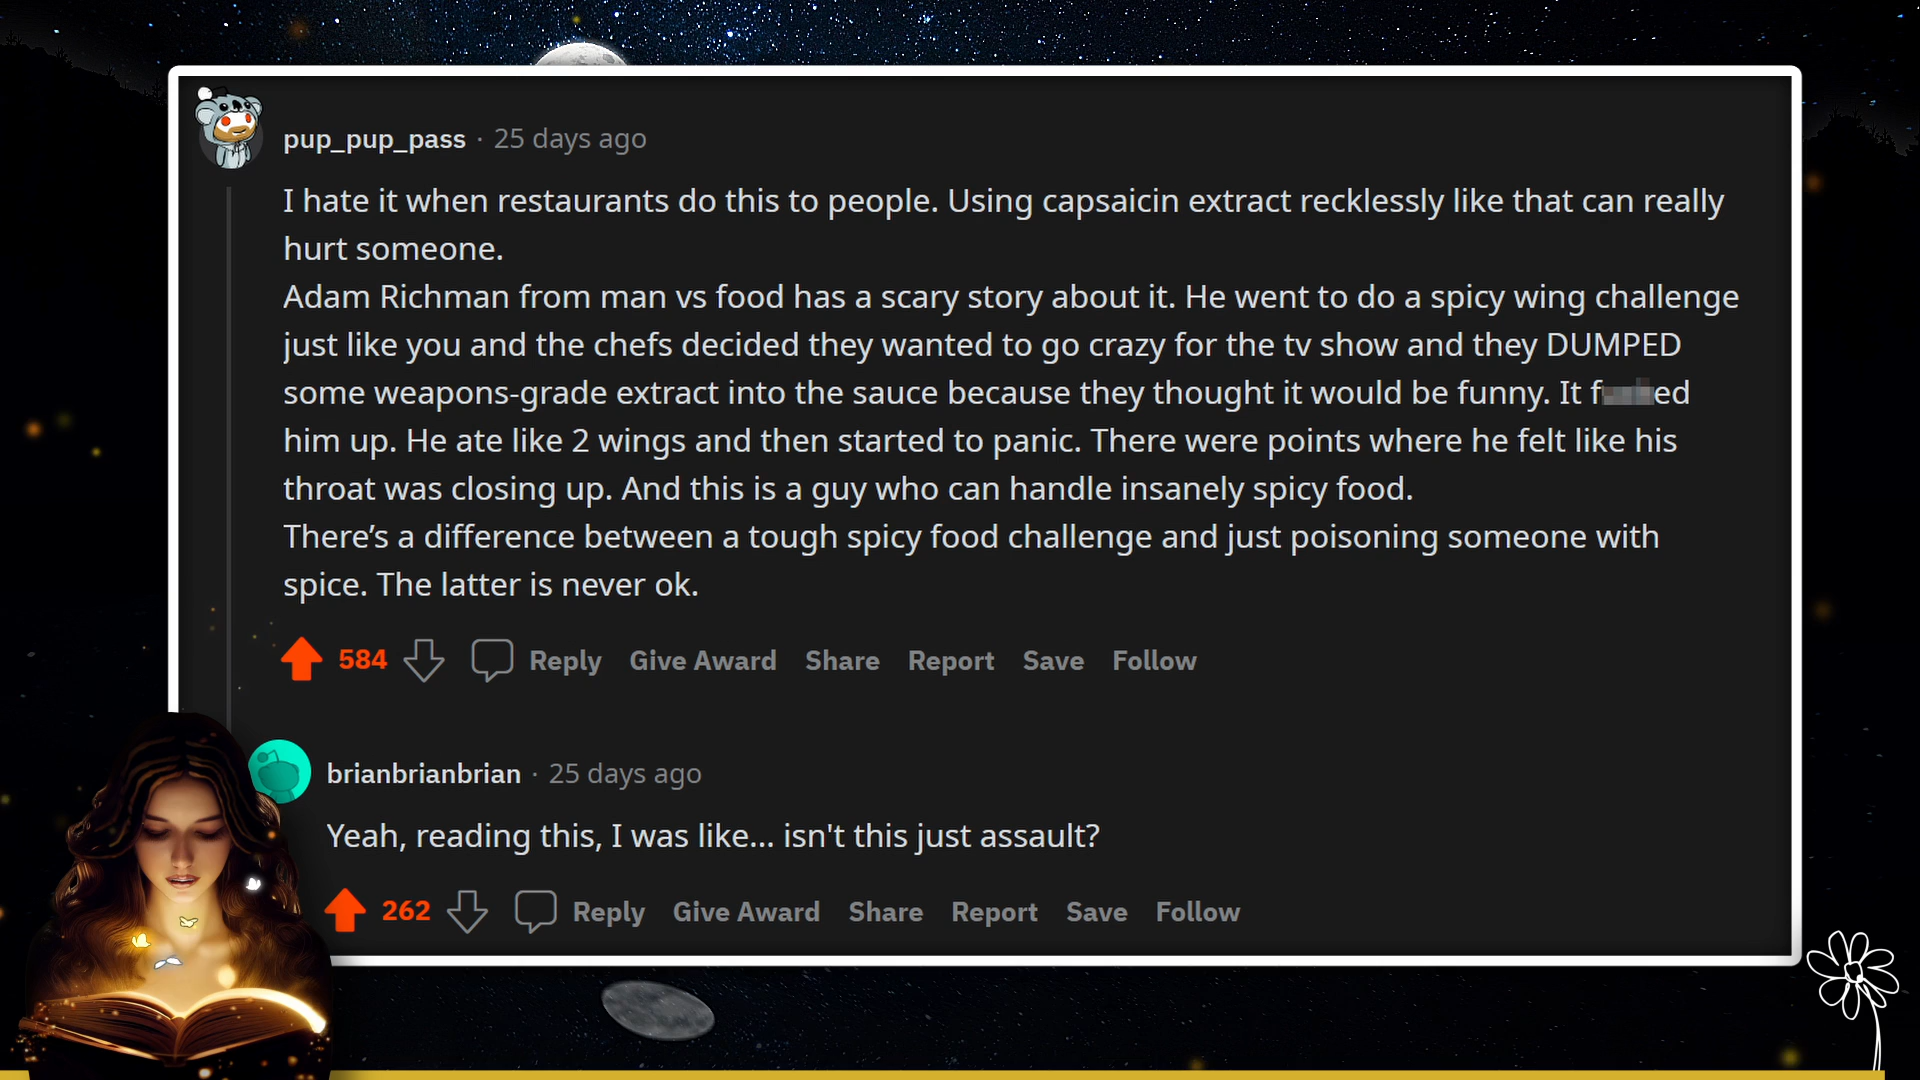 pup_pup_pass · 25 days ago
I hate it when restaurants do this to people. Using capsaicin extract recklessly like that can really
hurt someone.
Adam Richman from man vs food has a scary story about it. He went to do a spicy wing challenge
just like you and the chefs decided they wanted to go crazy for the tv show and they DUMPED
some weapons-grade extract into the sauce because they thought it would be funny. It
him up. He ate like 2 wings and then started to panic. There were points where he felt like his
throat was closing up. And this is a guy who can handle insanely spicy food.
There’s a difference between a tough spicy food challenge and just poisoning someone with
spice. The latter is never ok.
584 Reply Give Award Share Report Save Follow
brianbrianbrian · 25 days ago
Yeah, reading this, I was like... isn't this just assault?
262 Reply Give Award Share Report Save Follow